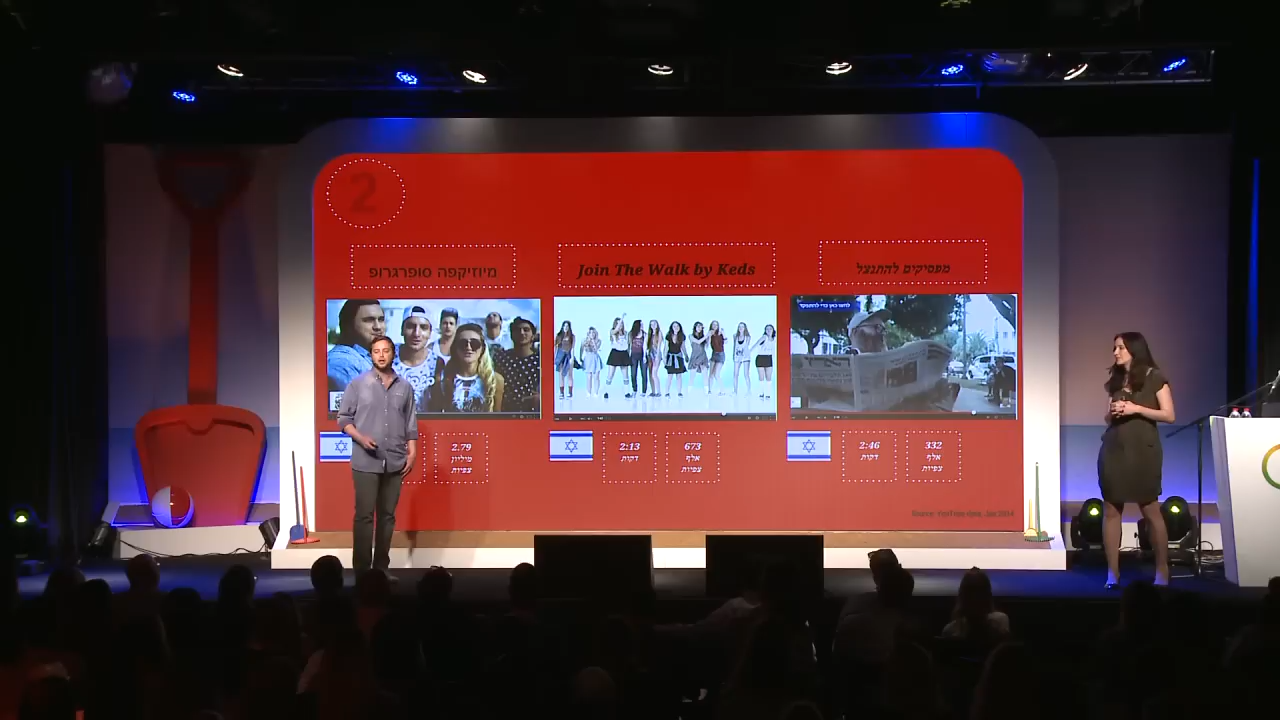 2
מיוזיקפה סופרגרופ
Join The Walk by Keds
מפסיקים להתנצל
2.79
מיליון
צפיות
2:13
דקות
673
אלף
צפיות
2:46
דקות
332
אלף
צפיות